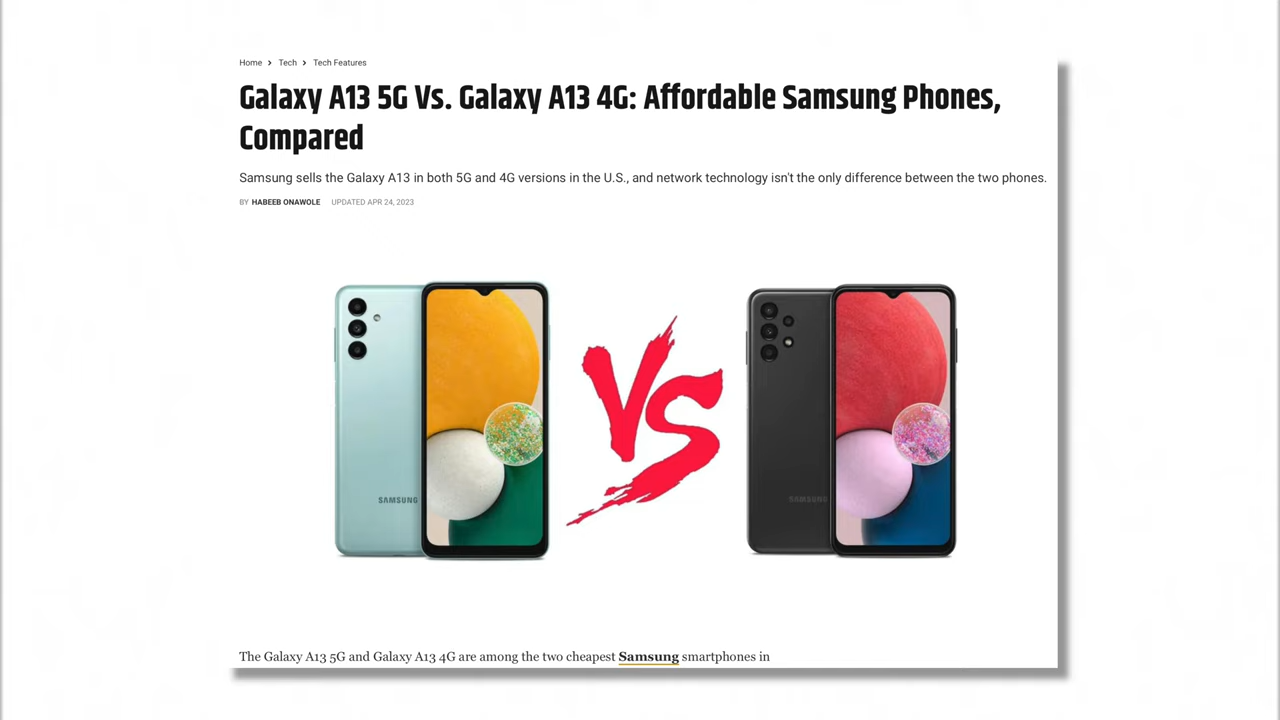 Home > Tech > Tech Features
Galaxy A13 5G Vs. Galaxy A13 4G: Affordable Samsung Phones,
Compared
Samsung sells the Galaxy A13 in both 5G and 4G versions in the U.S., and network technology isn't the only difference between the two phones.
BY HABEEB ONAWOLE UPDATED APR 24, 2023
VS
SAMSUNG
SAMSUNG
The Galaxy A13 5G and Galaxy A13 4G are among the two cheapest Samsung smartphones in